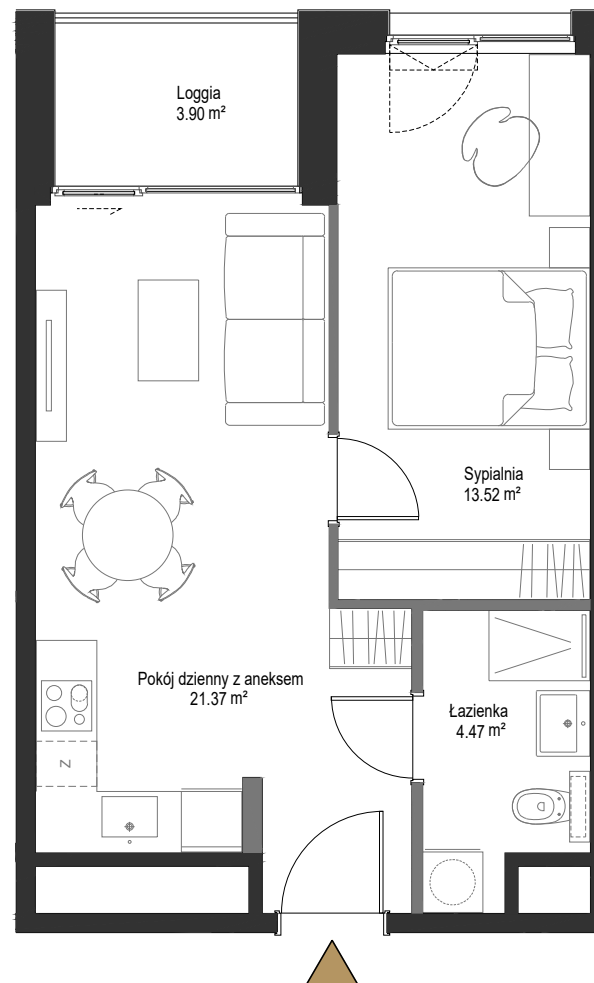 Loggia
3.90 m²
Sypialnia
13.52 m²
Pokój dzienny z aneksem
21.37 m²
Łazienka
4.47 m²
Z